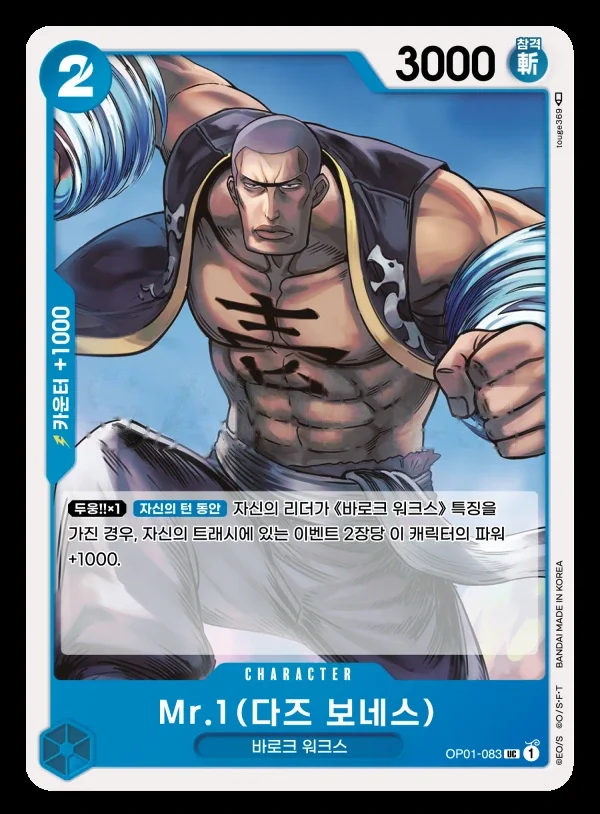 2
3000
참격
斬
touge369
카운터 +1000
두웅!!×1 자신의 턴 동안 자신의 리더가 《바로크 워크스》 특징을
가진 경우, 자신의 트래시에 있는 이벤트 2장당 이 캐릭터의 파워
+1000.
CHARACTER
Mr.1(다즈 보네스)
바로크 워크스
OP01-083 UC 1
©EO/S ©O/S·F·T BANDAI MADE IN KOREA